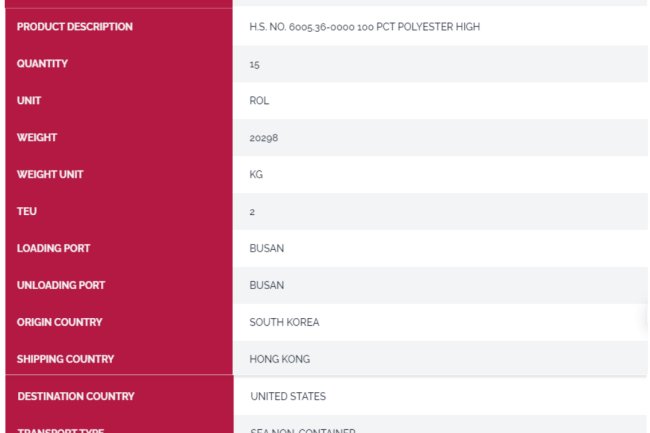 PRODUCT DESCRIPTION H.S. NO. 6005.36-0000 100 PCT POLYESTER HIGH
QUANTITY 15
UNIT ROL
WEIGHT 20298
WEIGHT UNIT KG
TEU 2
LOADING PORT BUSAN
UNLOADING PORT BUSAN
ORIGIN COUNTRY SOUTH KOREA
SHIPPING COUNTRY HONG KONG
DESTINATION COUNTRY UNITED STATES
TRANSPORT TYPE SEA NON-CONTAINER